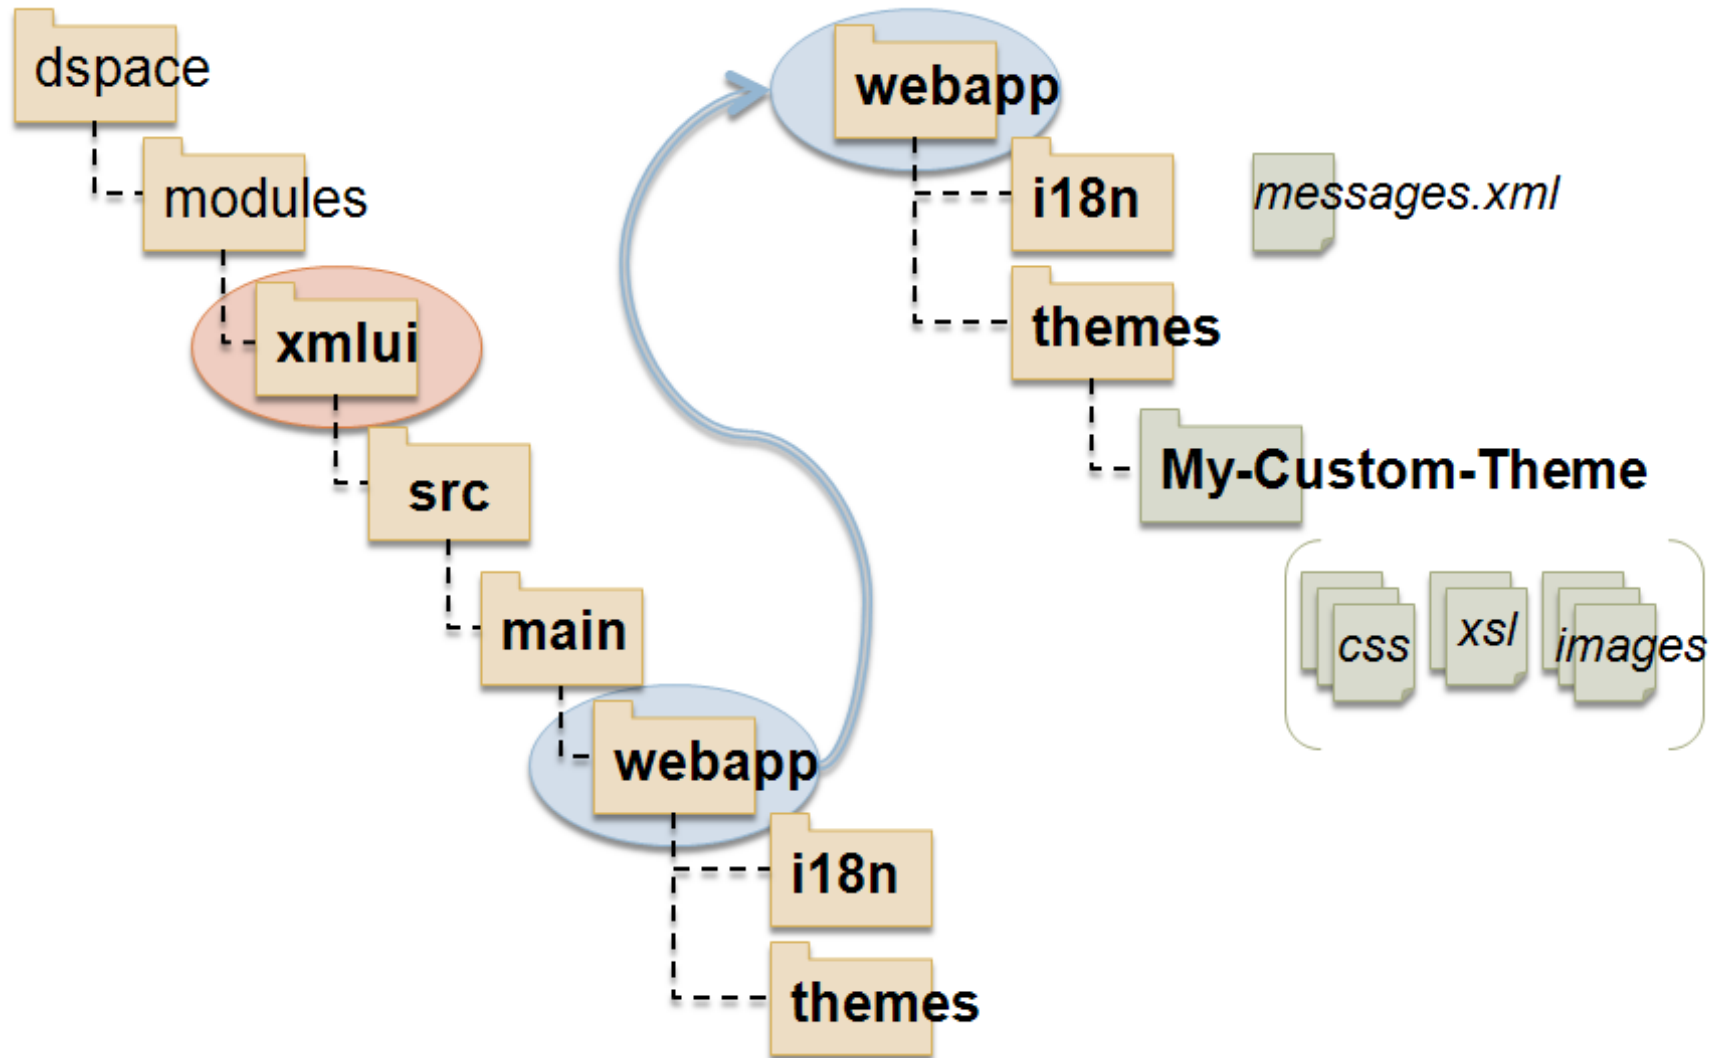 dspace
modules
xmlui
src
main
webapp
i18n
themes
webapp
i18n
messages.xml
themes
My-Custom-Theme
css
xsl
images